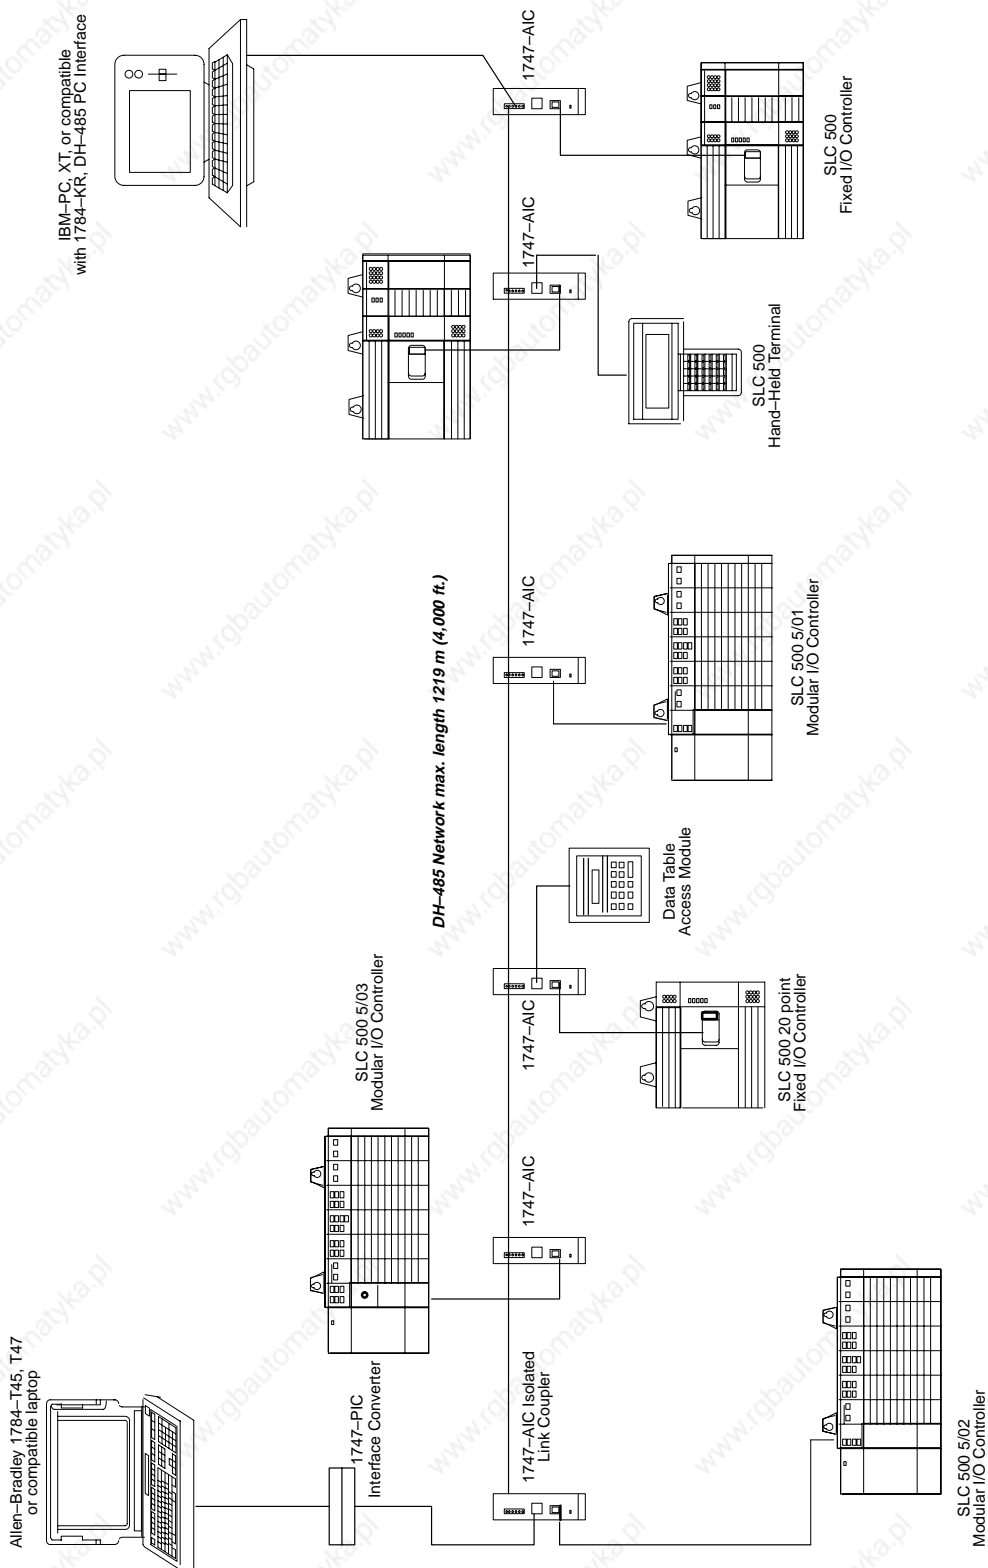 Allen–Bradley 1784–T45, T47
or compatible laptop
1747–PIC
Interface Converter
1747–AIC Isolated
Link Coupler
SLC 500 5/02
Modular I/O Controller
SLC 500 5/03
Modular I/O Controller
1747–AIC
1747–AIC
SLC 500 20 point
Fixed I/O Controller
Data Table
Access Module
DH–485 Network max. length 1219 m (4,000 ft.)
1747–AIC
SLC 500 5/01
Modular I/O Controller
1747–AIC
SLC 500
Hand–Held Terminal
IBM–PC, XT, or compatible
with 1784–KR, DH–485 PC Interface
1747–AIC
SLC 500
Fixed I/O Controller
www.rgbautomatyka.pl